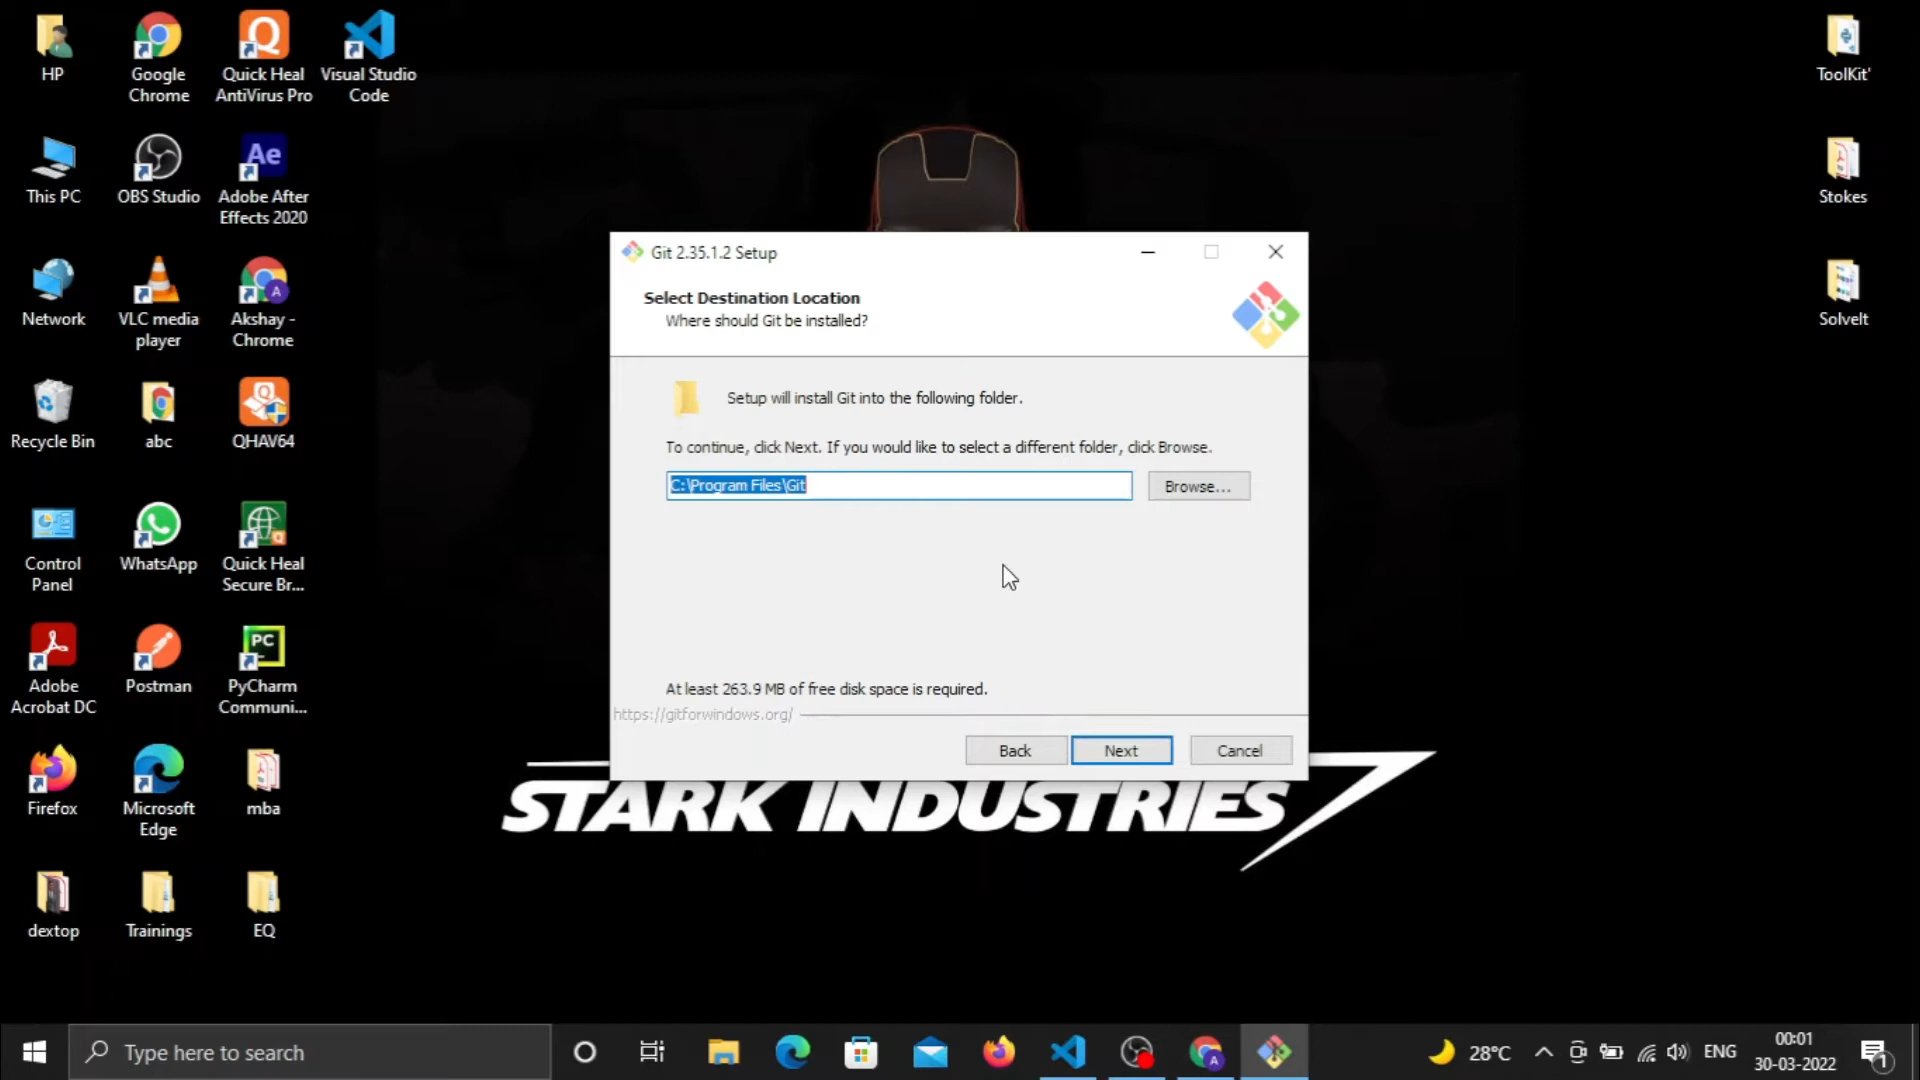 HP
Google
Chrome
Quick Heal
AntiVirus Pro
Visual Studio
Code
ToolKit'
This PC
OBS Studio
Adobe After
Effects 2020
Stokes
Network
VLC media
player
Akshay -
Chrome
SolveIt
Recycle Bin
abc
QHAV64
Control
Panel
WhatsApp
Quick Heal
Secure Br...
Adobe
Acrobat DC
Postman
PC
PyCharm
Communi...
Firefox
Microsoft
Edge
mba
dextop
Trainings
EQ
Ae
A
Git 2.35.1.2 Setup
Select Destination Location
Where should Git be installed?
Setup will install Git into the following folder.
To continue, click Next. If you would like to select a different folder, click Browse.
C:\Program Files\Git
Browse...
At least 263.9 MB of free disk space is required.
https://gitforwindows.org/
Back
Next
Cancel
STARK INDUSTRIES
Type here to search
A
28°C
ENG
00:01
30-03-2022
1